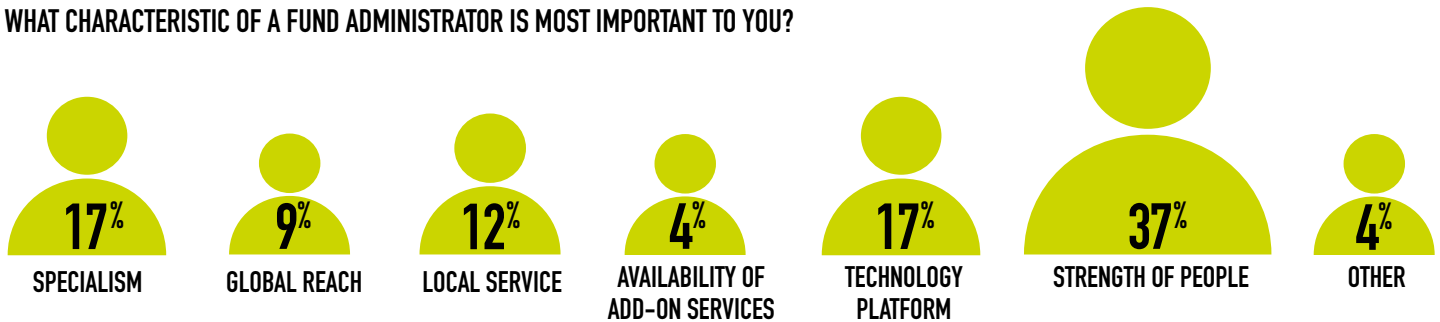 WHAT CHARACTERISTIC OF A FUND ADMINISTRATOR IS MOST IMPORTANT TO YOU?
17%
SPECIALISM
9%
GLOBAL REACH
12%
LOCAL SERVICE
4%
AVAILABILITY OF
ADD-ON SERVICES
17%
TECHNOLOGY
PLATFORM
37%
STRENGTH OF PEOPLE
4%
OTHER